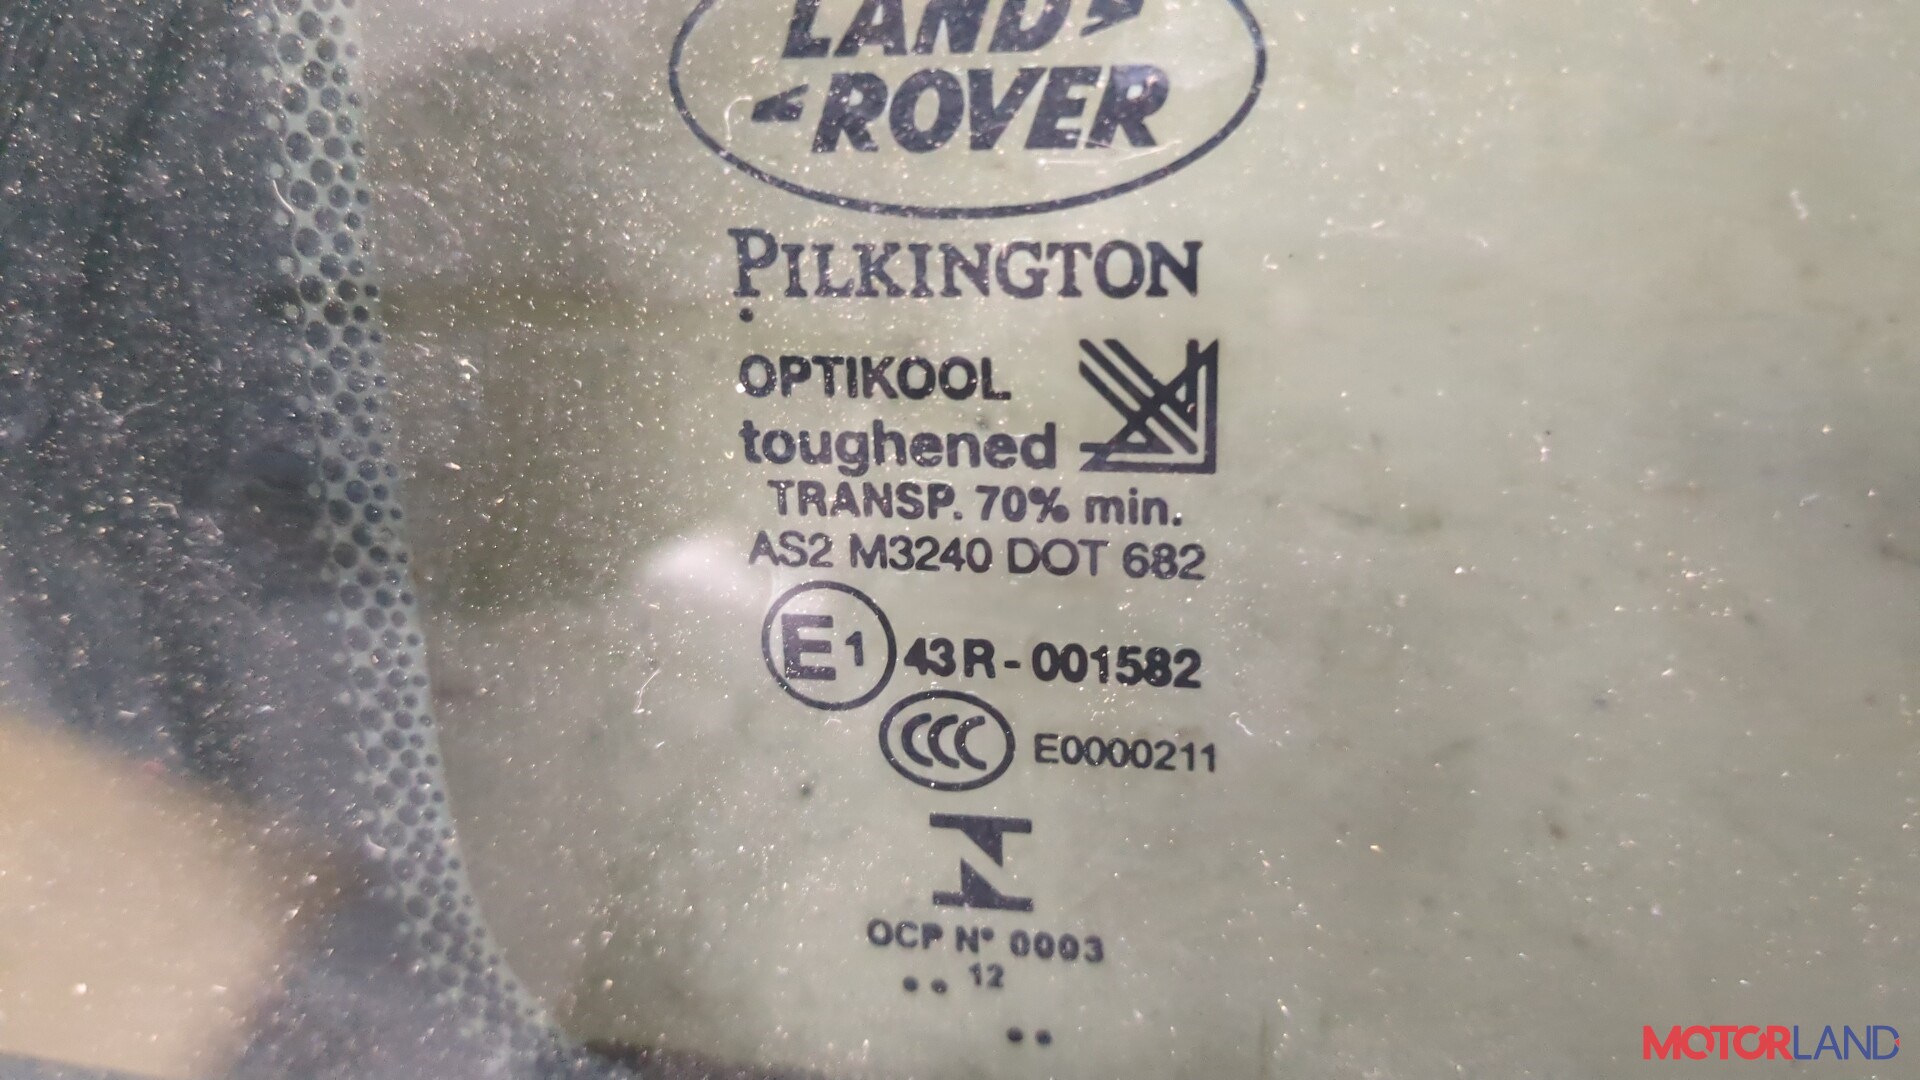 LAND
ROVER
PILKINGTON
OPTIKOOL
toughened
TRANSP. 70% min.
AS2 M3240 DOT 682
E1 43R-001582
CCC E0000211
OCP Nº 0003
.. 12
..
MOTORLAND